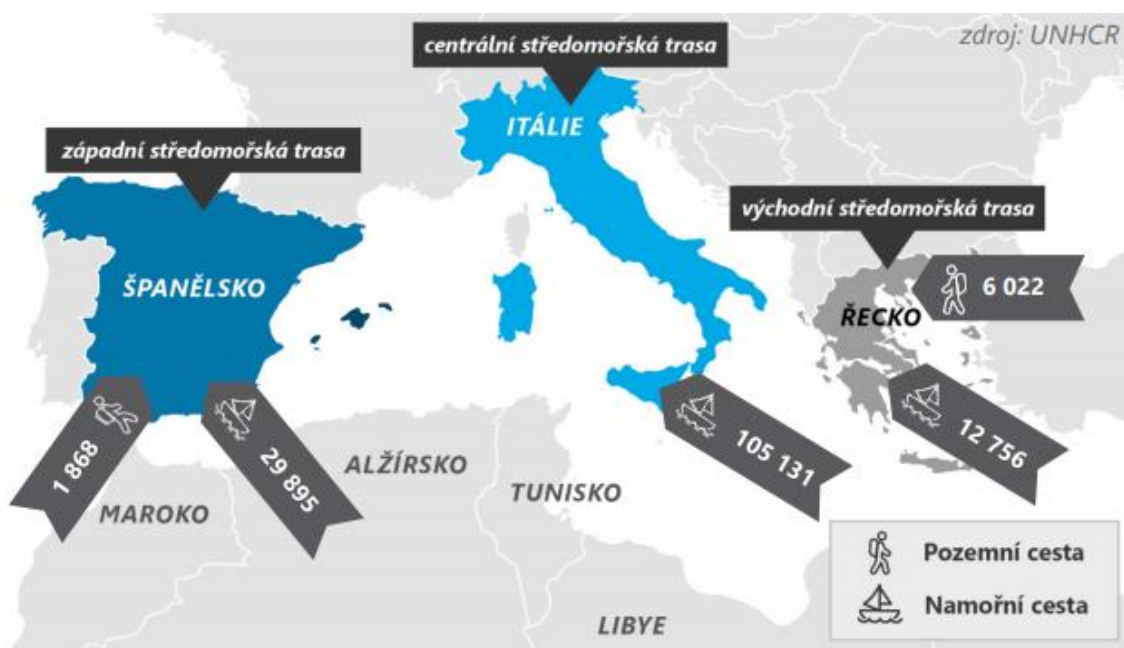 zdroj: UNHCR
centrální středomořská trasa
ITÁLIE
západní středomořská trasa
východní středomořská trasa
ŠPANĚLSKO
6 022
ŘECKO
1 868
29 895
105 131
12 756
ALŽÍRSKO
TUNISKO
MAROKO
Pozemní cesta
Namořní cesta
LIBYE